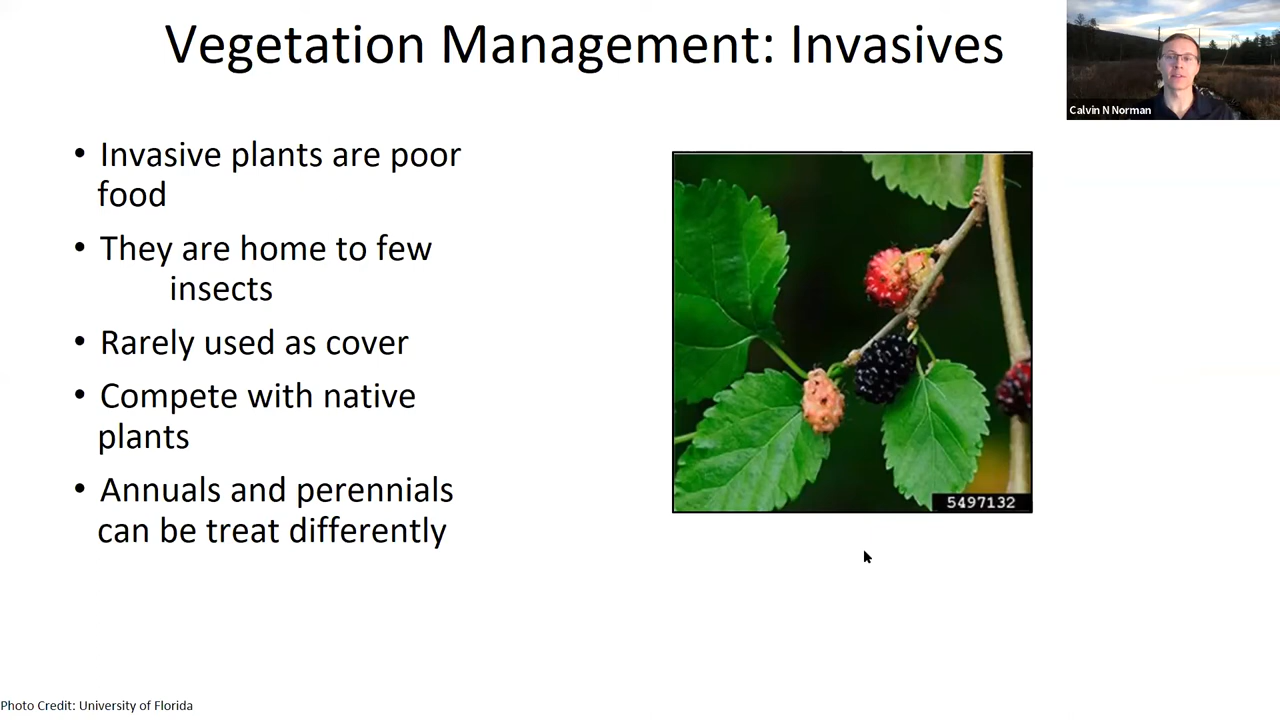 Vegetation Management: Invasives
Calvin N Norman
• Invasive plants are poor
food
• They are home to few
insects
• Rarely used as cover
• Compete with native
plants
• Annuals and perennials
can be treat differently
5497132
Photo Credit: University of Florida